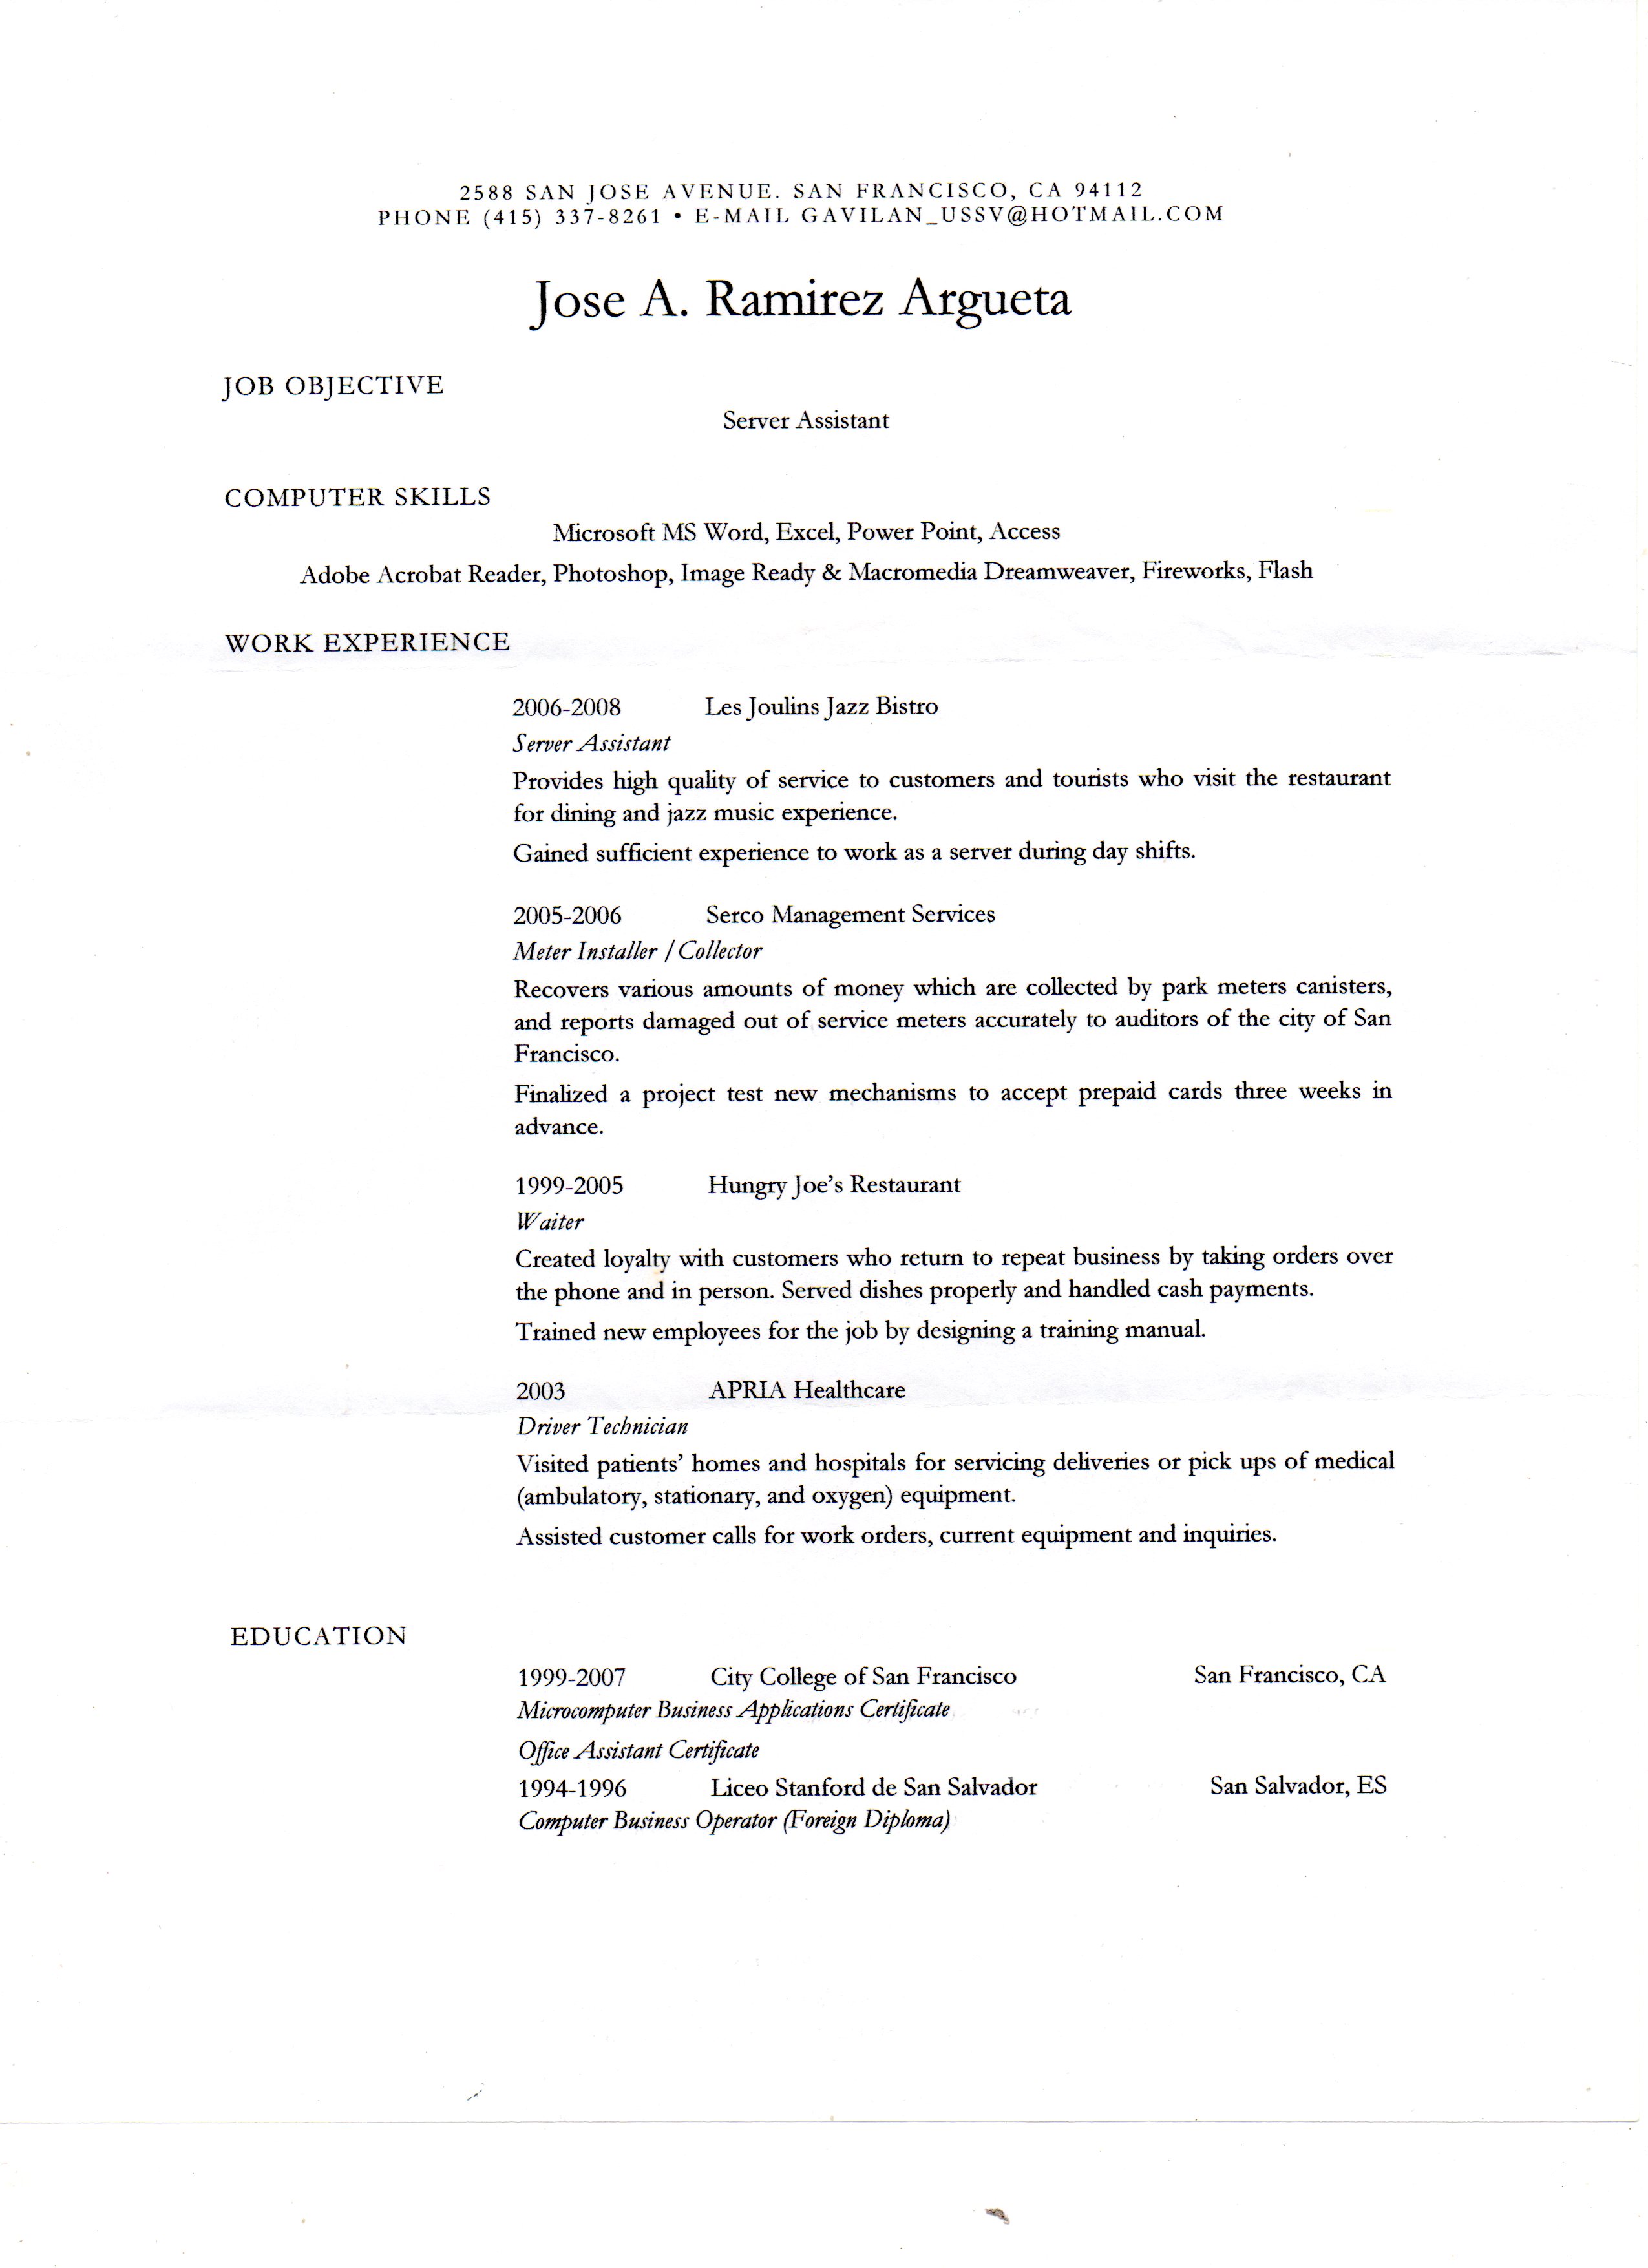 2588 SAN JOSE AVENUE. SAN FRANCISCO, CA 94112
PHONE (415) 337-8261 • E-MAIL GAVILAN_USSV@HOTMAIL.COM
Jose A. Ramirez Argueta
JOB OBJECTIVE
Server Assistant
COMPUTER SKILLS
Microsoft MS Word, Excel, Power Point, Access
Adobe Acrobat Reader, Photoshop, Image Ready & Macromedia Dreamweaver, Fireworks, Flash
WORK EXPERIENCE
2006-2008 Les Joulins Jazz Bistro
Server Assistant
Provides high quality of service to customers and tourists who visit the restaurant
for dining and jazz music experience.
Gained sufficient experience to work as a server during day shifts.
2005-2006 Serco Management Services
Meter Installer / Collector
Recovers various amounts of money which are collected by park meters canisters,
and reports damaged out of service meters accurately to auditors of the city of San
Francisco.
Finalized a project test new mechanisms to accept prepaid cards three weeks in
advance.
1999-2005 Hungry Joe's Restaurant
Waiter
Created loyalty with customers who return to repeat business by taking orders over
the phone and in person. Served dishes properly and handled cash payments.
Trained new employees for the job by designing a training manual.
2003 APRIA Healthcare
Driver Technician
Visited patients' homes and hospitals for servicing deliveries or pick ups of medical
(ambulatory, stationary, and oxygen) equipment.
Assisted customer calls for work orders, current equipment and inquiries.
EDUCATION
1999-2007 City College of San Francisco San Francisco, CA
Microcomputer Business Applications Certificate
Office Assistant Certificate
1994-1996 Liceo Stanford de San Salvador San Salvador, ES
Computer Business Operator (Foreign Diploma)